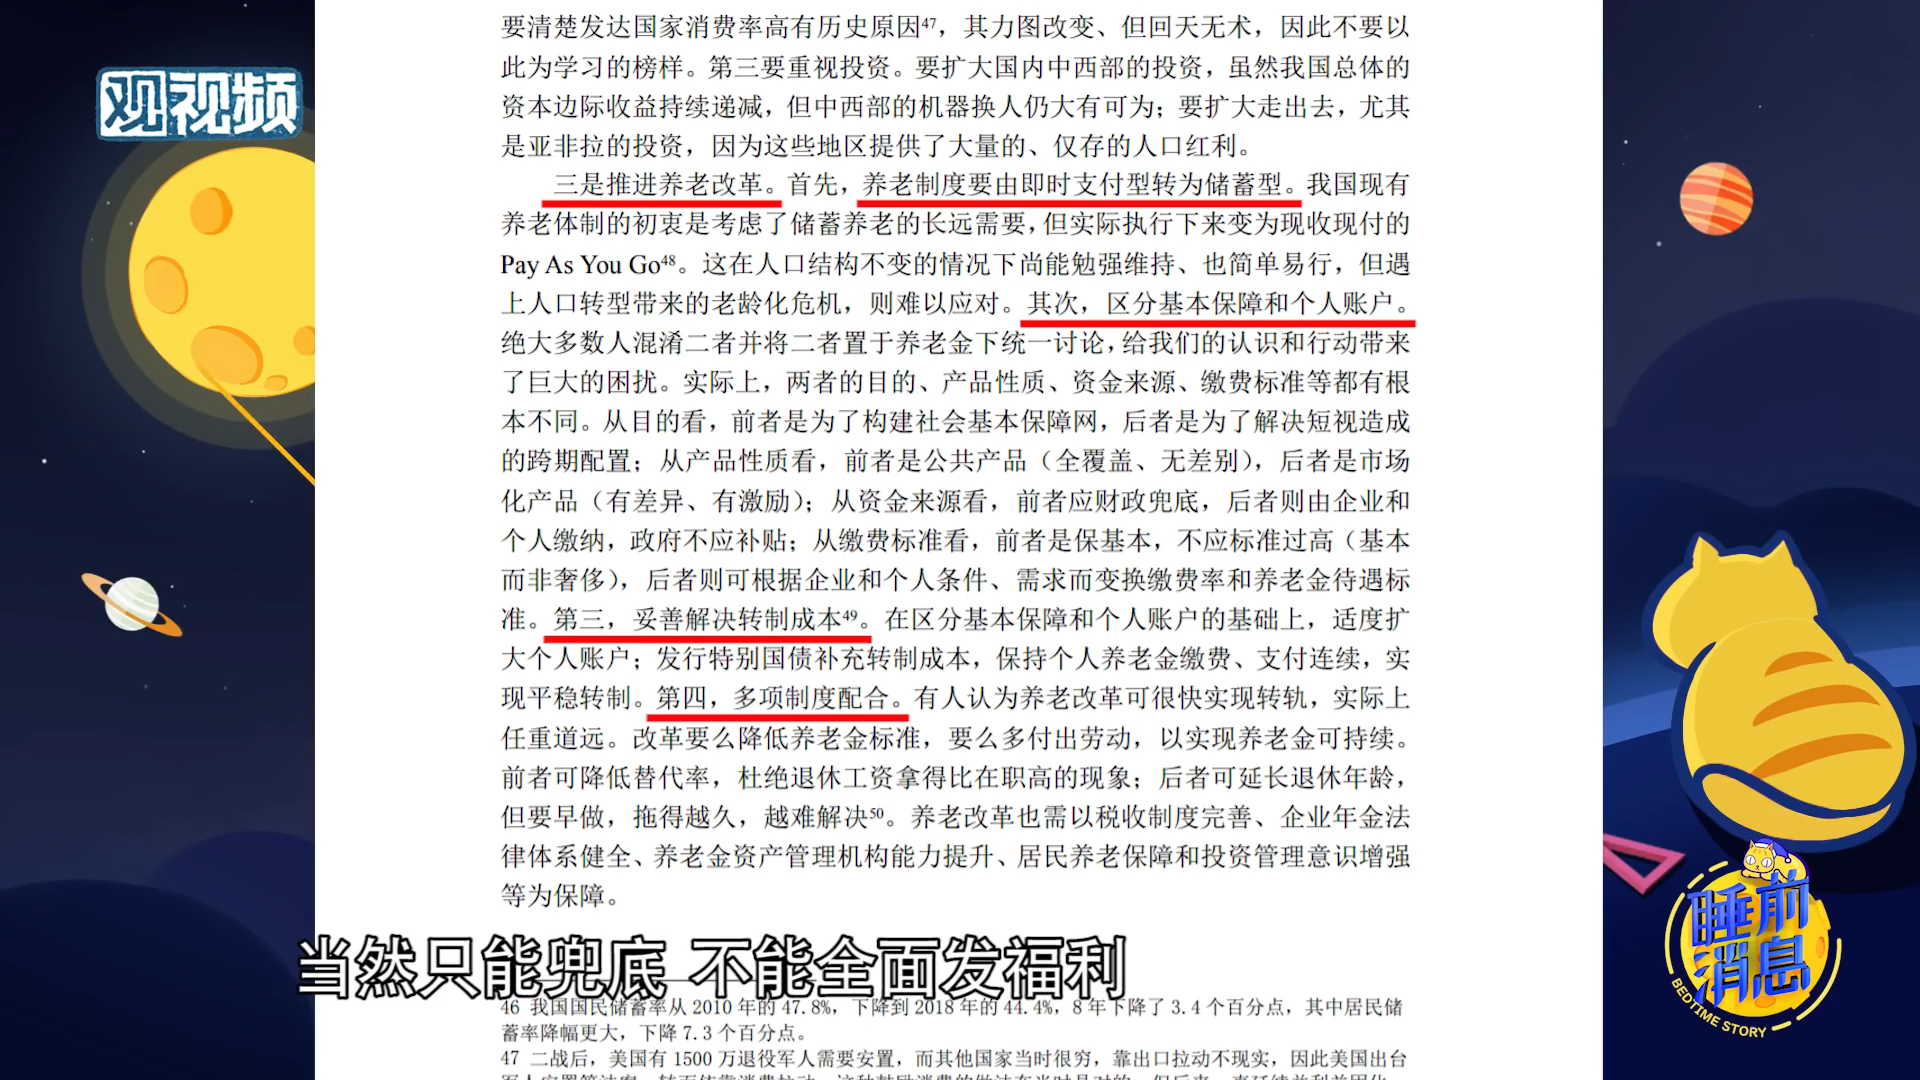 观视频
要清楚发达国家消费率高有历史原因47，其力图改变、但回天无术，因此不要以
此为学习的榜样。第三要重视投资。要扩大国内中西部的投资，虽然我国总体的
资本边际收益持续递减，但中西部的机器换人仍大有可为；要扩大走出去，尤其
是亚非拉的投资，因为这些地区提供了大量的、仅存的人口红利。
三是推进养老改革。首先，养老制度要由即时支付型转为储蓄型。我国现有
养老体制的初衷是考虑了储蓄养老的长远需要，但实际执行下来变为现收现付的
Pay As You Go48。这在人口结构不变的情况下尚能勉强维持、也简单易行，但遇
上人口转型带来的老龄化危机，则难以应对。其次，区分基本保障和个人账户。
绝大多数人混淆二者并将二者置于养老金下统一讨论，给我们的认识和行动带来
了巨大的困扰。实际上，两者的目的、产品性质、资金来源、缴费标准等都有根
本不同。从目的看，前者是为了构建社会基本保障网，后者是为了解决短视造成
的跨期配置；从产品性质看，前者是公共产品（全覆盖、无差别），后者是市场
化产品（有差异、有激励）；从资金来源看，前者应财政兜底，后者则由企业和
个人缴纳，政府不应补贴；从缴费标准看，前者是保基本，不应标准过高（基本
而非奢侈），后者则可根据企业和个人条件、需求而变换缴费率和养老金待遇标
准。第三，妥善解决转制成本49。在区分基本保障和个人账户的基础上，适度扩
大个人账户；发行特别国债补充转制成本，保持个人养老金缴费、支付连续，实
现平稳转制。第四，多项制度配合。有人认为养老改革可很快实现转轨，实际上
任重道远。改革要么降低养老金标准，要么多付出劳动，以实现养老金可持续。
前者可降低替代率，杜绝退休工资拿得比在职高的现象；后者可延长退休年龄，
但要早做，拖得越久，越难解决50。养老改革也需以税收制度完善、企业年金法
律体系健全、养老金资产管理机构能力提升、居民养老保障和投资管理意识增强
等为保障。
当然只能兜底 不能全面发福利
46 我国国民储蓄率从 2010 年的 47.8%，下降到 2018 年的 44.4%，8 年下降了 3.4 个百分点，其中居民储
蓄率降幅更大，下降 7.3 个百分点。
47 二战后，美国有 1500 万退役军人需要安置，而其他国家当时很穷，靠出口拉动不现实，因此美国出台
睡前
消息
BEDTIME STORY